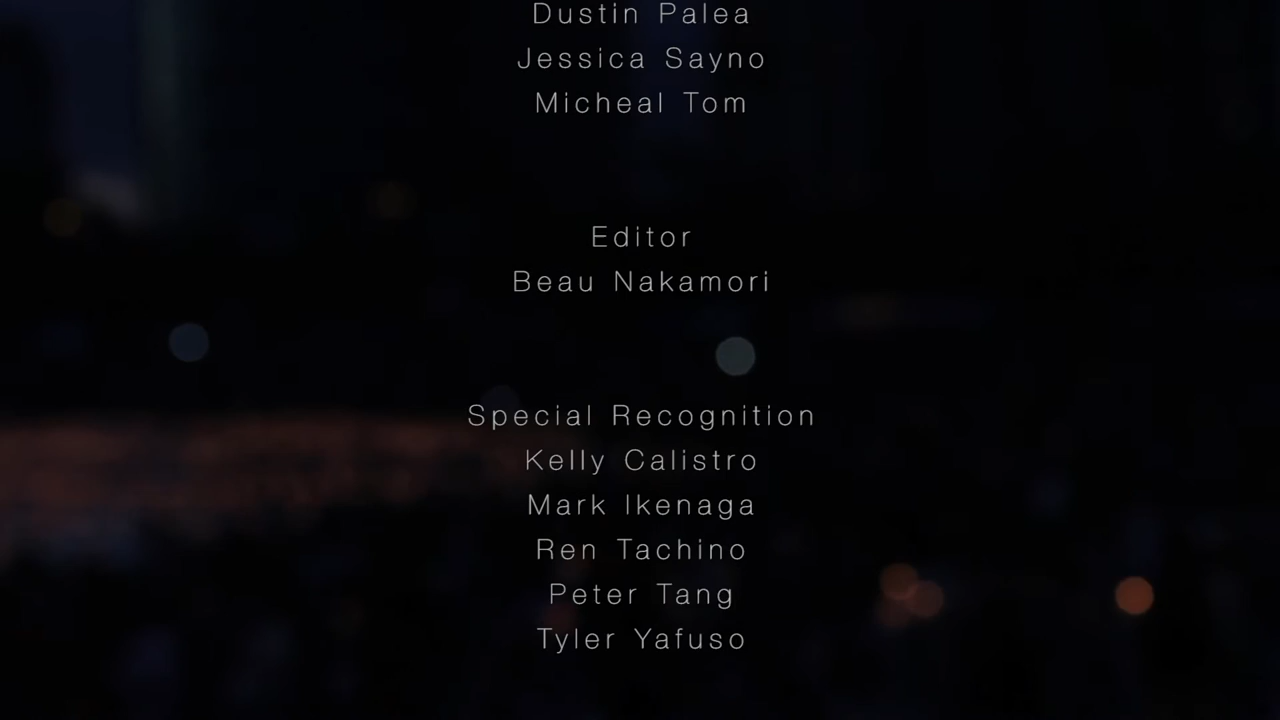 Dustin Palea
Jessica Sayno
Micheal Tom
Editor
Beau Nakamori
Special Recognition
Kelly Calistro
Mark Ikenaga
Ren Tachino
Peter Tang
Tyler Yafuso